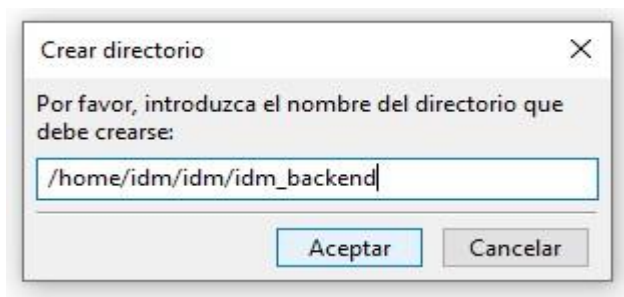 Crear directorio
Por favor, introduzca el nombre del directorio que
debe crearse:
/home/idm/idm/idm_backend
Aceptar Cancelar